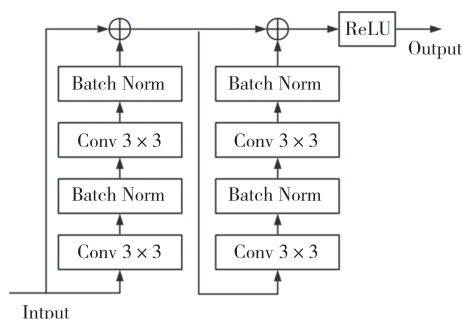 ReLU
Output
Batch Norm
Conv 3 × 3
Batch Norm
Conv 3 × 3
Batch Norm
Conv 3 × 3
Batch Norm
Conv 3 × 3
Intput